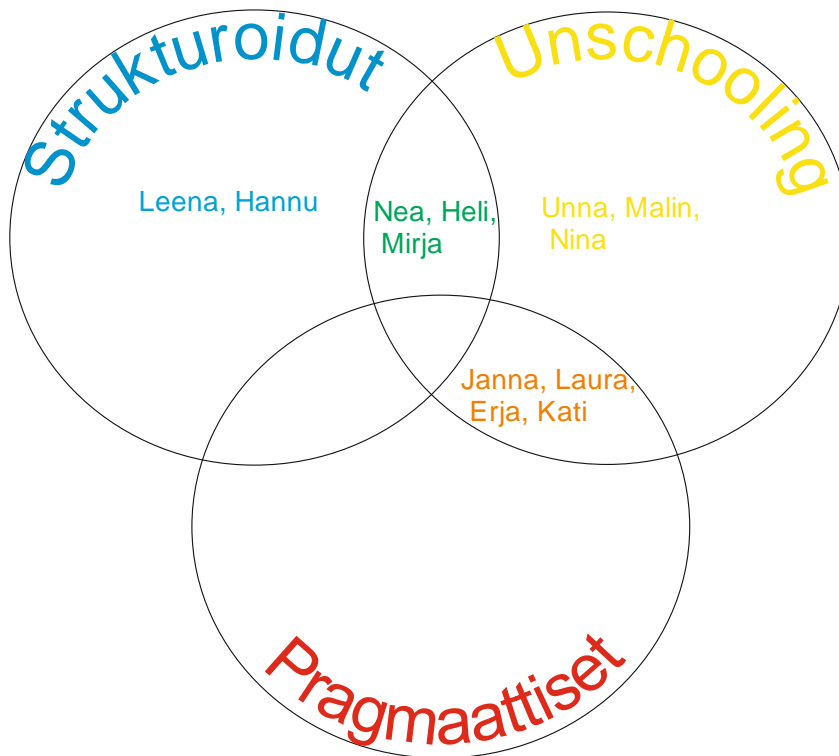 Strukturoidut
Unschooling
Leena, Hannu
Nea, Heli,
Mirja
Unna, Malin,
Nina
Janna, Laura,
Erja, Kati
Pragmaattiset